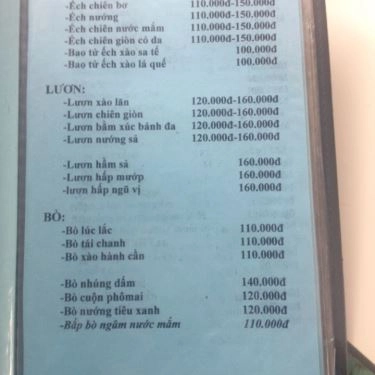 -Ếch chiên bơ 110.000đ-150.000đ
-Ếch nướng 110.000đ-150.000đ
-Ếch chiên nước mắm 110.000đ-150.000đ
-Ếch chiên giòn có da 110.000đ-150.000đ
-Bao tử ếch xào sa tế 100.000đ
-Bao tử ếch xào lá quế 100.000đ
LƯƠN:
-Lươn xào lăn 120.000đ-160.000đ
-Lươn chiên giòn 120.000đ-160.000đ
-Lươn bằm xúc bánh đa 120.000đ-160.000đ
-Lươn nướng sả 120.000đ-160.000đ
-Lươn hầm sả 160.000đ
-Lươn hấp mướp 160.000đ
-lươn hấp ngũ vị 160.000đ
BÒ:
-Bò lúc lắc 110.000đ
-Bò tái chanh 110.000đ
-Bò xào hành cần 110.000đ
-Bò nhúng dấm 140.000đ
-Bò cuộn phômai 120.000đ
-Bò nướng tiêu xanh 120.000đ
-Bắp bò ngâm nước mắm 110.000đ